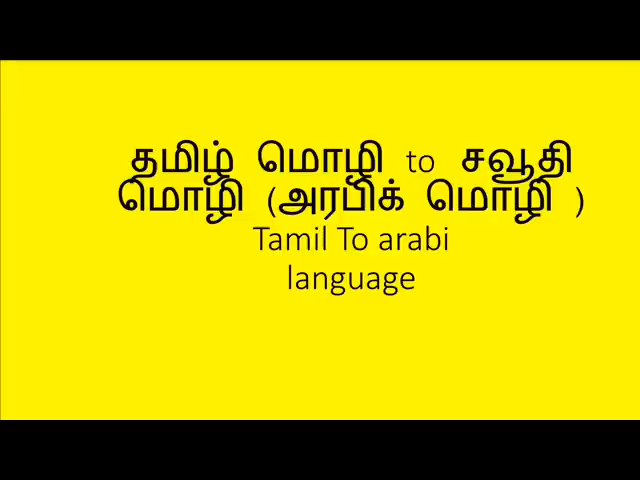 தமிழ் மொழி to சவூதி
மொழி (அரபிக் மொழி )
Tamil To arabi
language